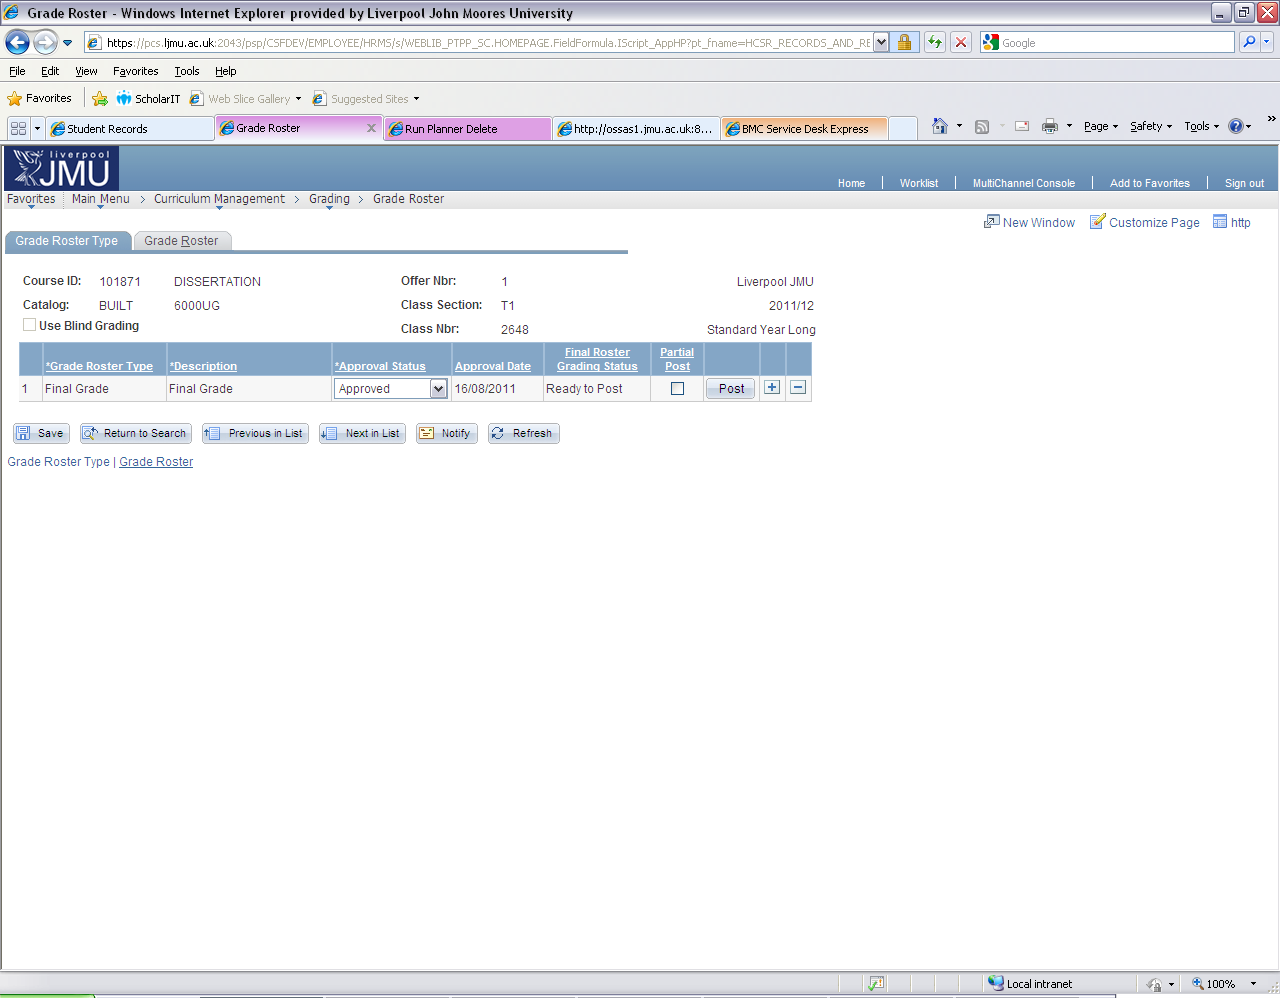 Grade Roster - Windows Internet Explorer provided by Liverpool John Moores University
https://pcs.ljmu.ac.uk:2043/psp/CSFDEV/EMPLOYEE/HRMS/s/WEBLIB_PTPP_SC.HOMEPAGE.FieldFormula.IScript_AppHP?pt_fname=HCSR_RECORDS_AND_RE
Google
File Edit View Favorites Tools Help
Favorites ScholarIT Web Slice Gallery Suggested Sites
Student Records Grade Roster Run Planner Delete http://ossas1.jmu.ac.uk:8... BMC Service Desk Express Page Safety Tools
liverpool
JMU
Home Worklist MultiChannel Console Add to Favorites Sign out
Favorites Main Menu > Curriculum Management > Grading > Grade Roster
New Window Customize Page http
Grade Roster Type Grade Roster
Course ID: 101871 DISSERTATION Offer Nbr: 1 Liverpool JMU
Catalog: BUILT 6000UG Class Section: T1 2011/12
Use Blind Grading Class Nbr: 2648 Standard Year Long
*Grade Roster Type *Description *Approval Status Approval Date Final Roster Grading Status Partial Post
1 Final Grade Final Grade Approved 16/08/2011 Ready to Post Post
Save Return to Search Previous in List Next in List Notify Refresh
Grade Roster Type | Grade Roster
Local intranet 100%